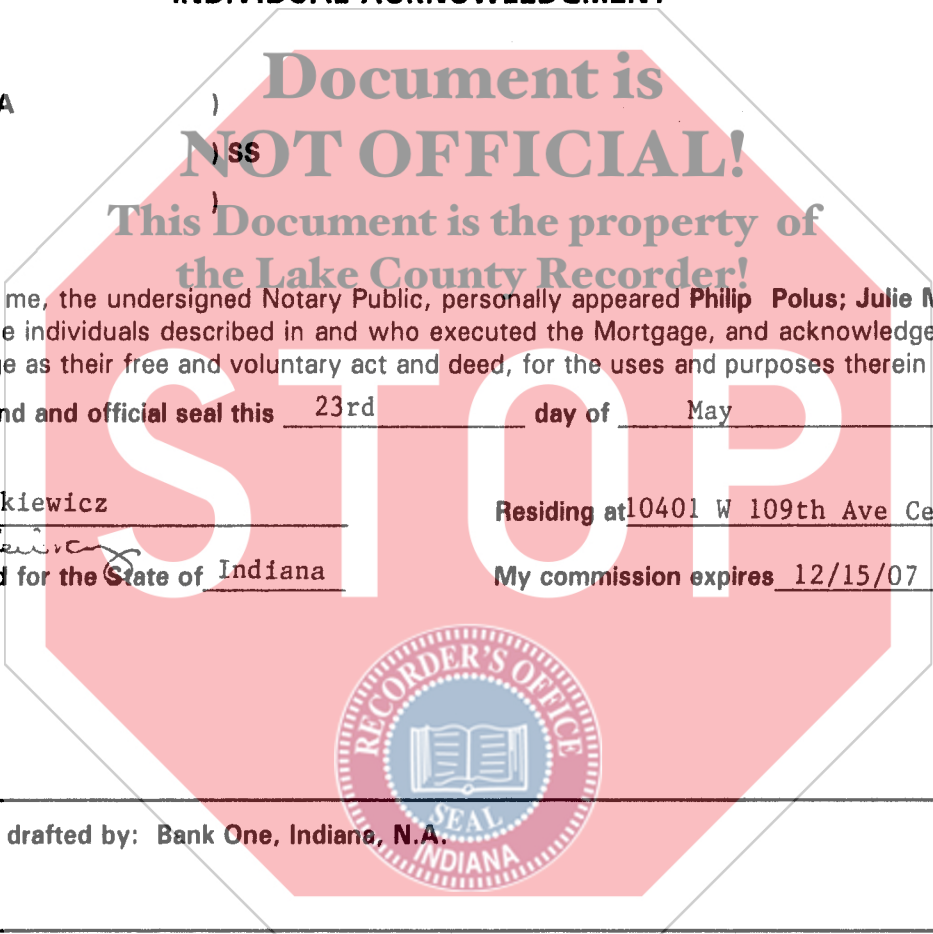 INDIVIDUAL ACKNOWLEDGMENT
Document is
A )
NOT OFFICIAL!
) SS
)
This Document is the property of
the Lake County Recorder!
me, the undersigned Notary Public, personally appeared Philip Polus; Julie M
e individuals described in and who executed the Mortgage, and acknowledge
e as their free and voluntary act and deed, for the uses and purposes therein
nd and official seal this 23rd day of May
STOP
kiewicz
Residing at 10401 W 109th Ave Ce
d for the State of Indiana
My commission expires 12/15/07
RECORDER'S OFFICE
SEAL
INDIANA
drafted by: Bank One, Indiana, N.A.